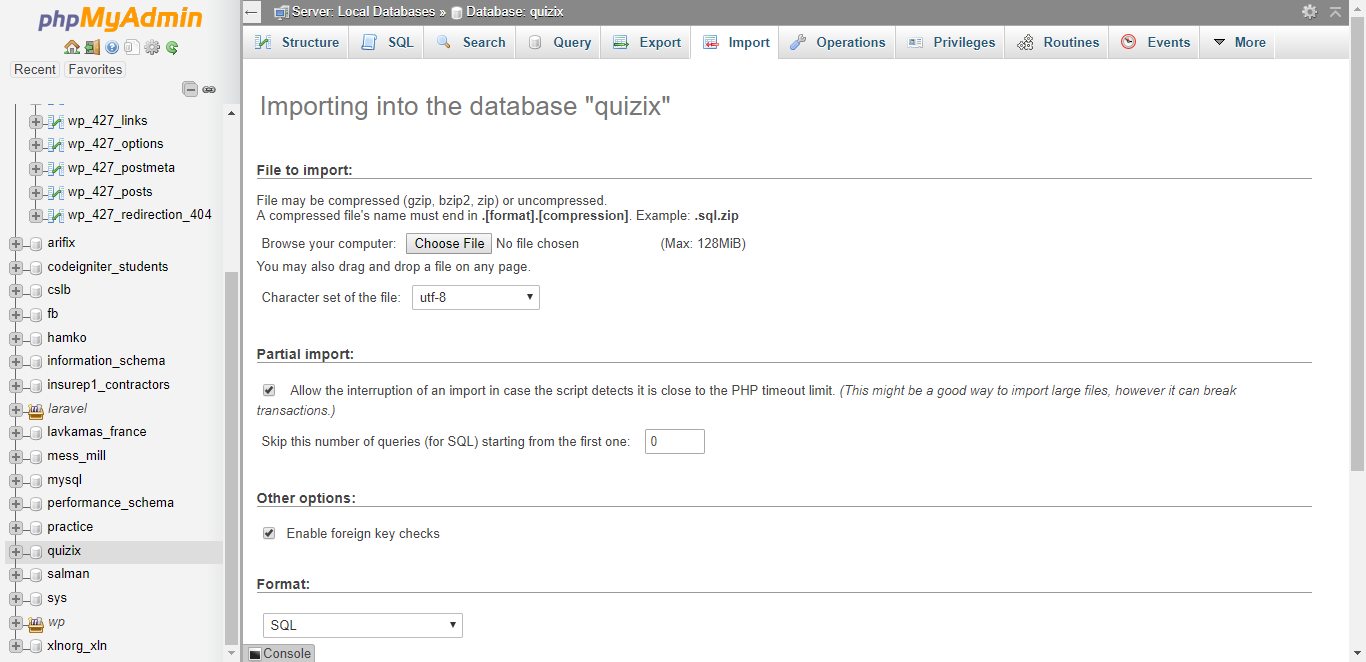 phpMyAdmin
Recent Favorites
wp_427_links
wp_427_options
wp_427_postmeta
wp_427_posts
wp_427_redirection_404
arifix
codeigniter_students
cslb
fb
hamko
information_schema
insurep1_contractors
laravel
lavkamas_france
mess_mill
mysql
performance_schema
practice
quizix
salman
sys
wp
xlnorg_xln
Server: Local Databases » Database: quizix
Structure SQL Search Query Export Import Operations Privileges Routines Events More
Importing into the database "quizix"
File to import:
File may be compressed (gzip, bzip2, zip) or uncompressed.
A compressed file's name must end in .[format].[compression]. Example: .sql.zip
Browse your computer: Choose File No file chosen (Max: 128MiB)
You may also drag and drop a file on any page.
Character set of the file: utf-8
Partial import:
Allow the interruption of an import in case the script detects it is close to the PHP timeout limit. (This might be a good way to import large files, however it can break
transactions.)
Skip this number of queries (for SQL) starting from the first one: 0
Other options:
Enable foreign key checks
Format:
SQL
Console